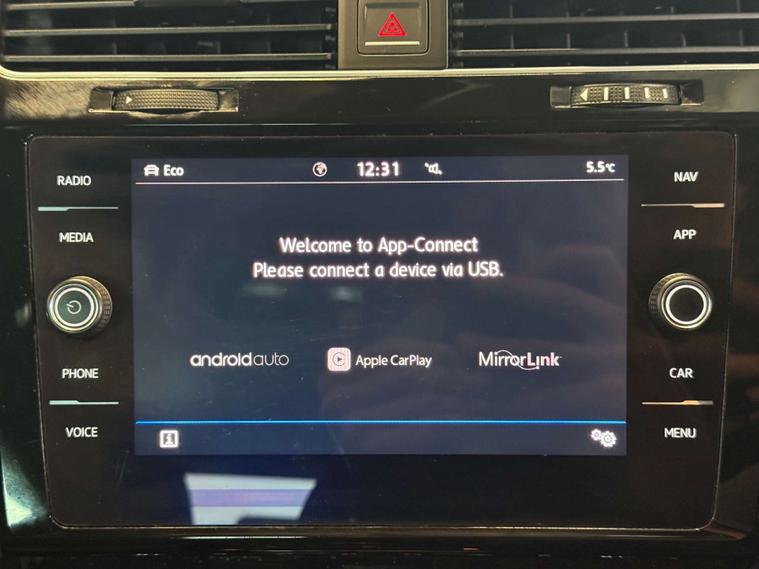 RADIO
MEDIA
PHONE
VOICE
Eco
12:31
5.5°C
Welcome to App-Connect
Please connect a device via USB.
androidauto
Apple CarPlay
MirrorLink
NAV
APP
CAR
MENU